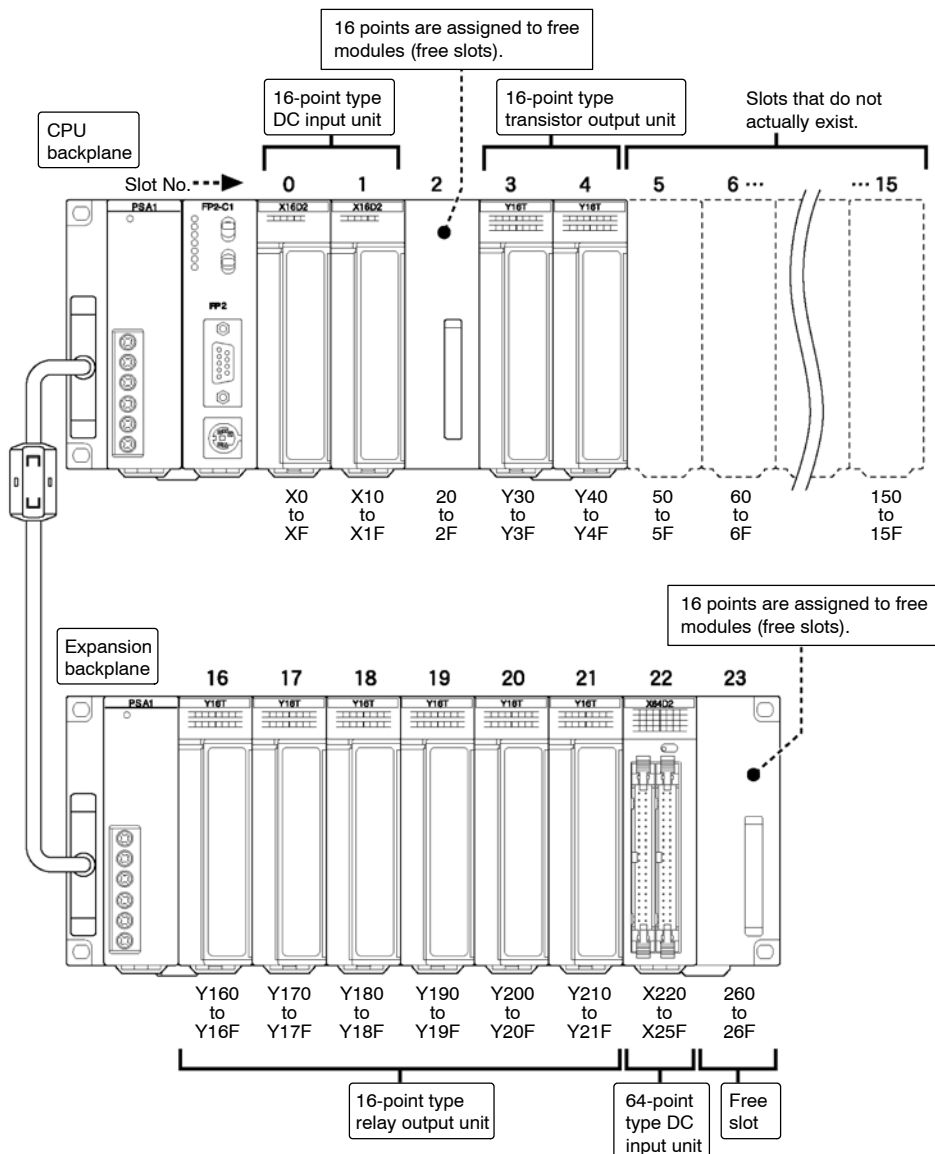 16 points are assigned to free
modules (free slots).
16-point type
DC input unit
16-point type
transistor output unit
Slots that do not
actually exist.
CPU
backplane
Slot No.
0 1 2 3 4 5 6 ··· ··· 15
PSA1 FP2-C1 X16D2 X16D2 Y16T Y16T
FP2
X0 X10 20 Y30 Y40 50 60 150
to to to to to to to to
XF X1F 2F Y3F Y4F 5F 6F 15F
16 points are assigned to free
modules (free slots).
Expansion
backplane
16 17 18 19 20 21 22 23
PSA1 Y16T Y16T Y16T Y16T Y16T Y16T X64D2
Y160 Y170 Y180 Y190 Y200 Y210 X220 260
to to to to to to to to
Y16F Y17F Y18F Y19F Y20F Y21F X25F 26F
16-point type
relay output unit
64-point
type DC
input unit
Free
slot